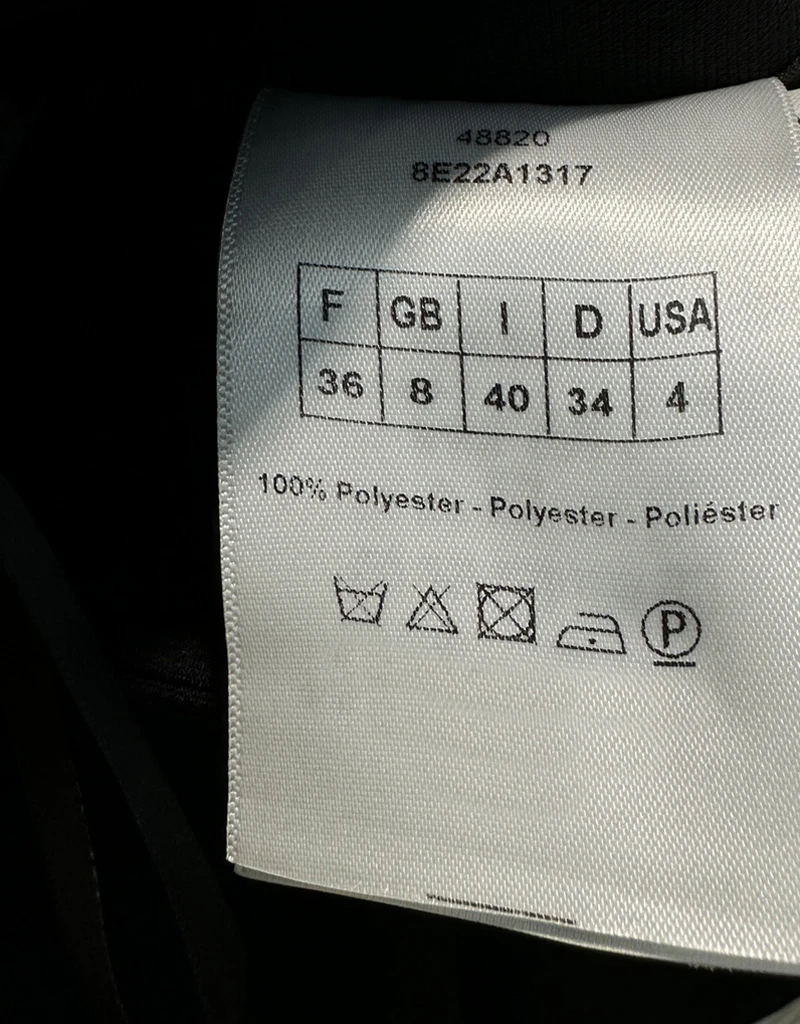 48820
8E22A1317
F GB I D USA
36 8 40 34 4
100% Polyester - Polyester - Poliéster
P